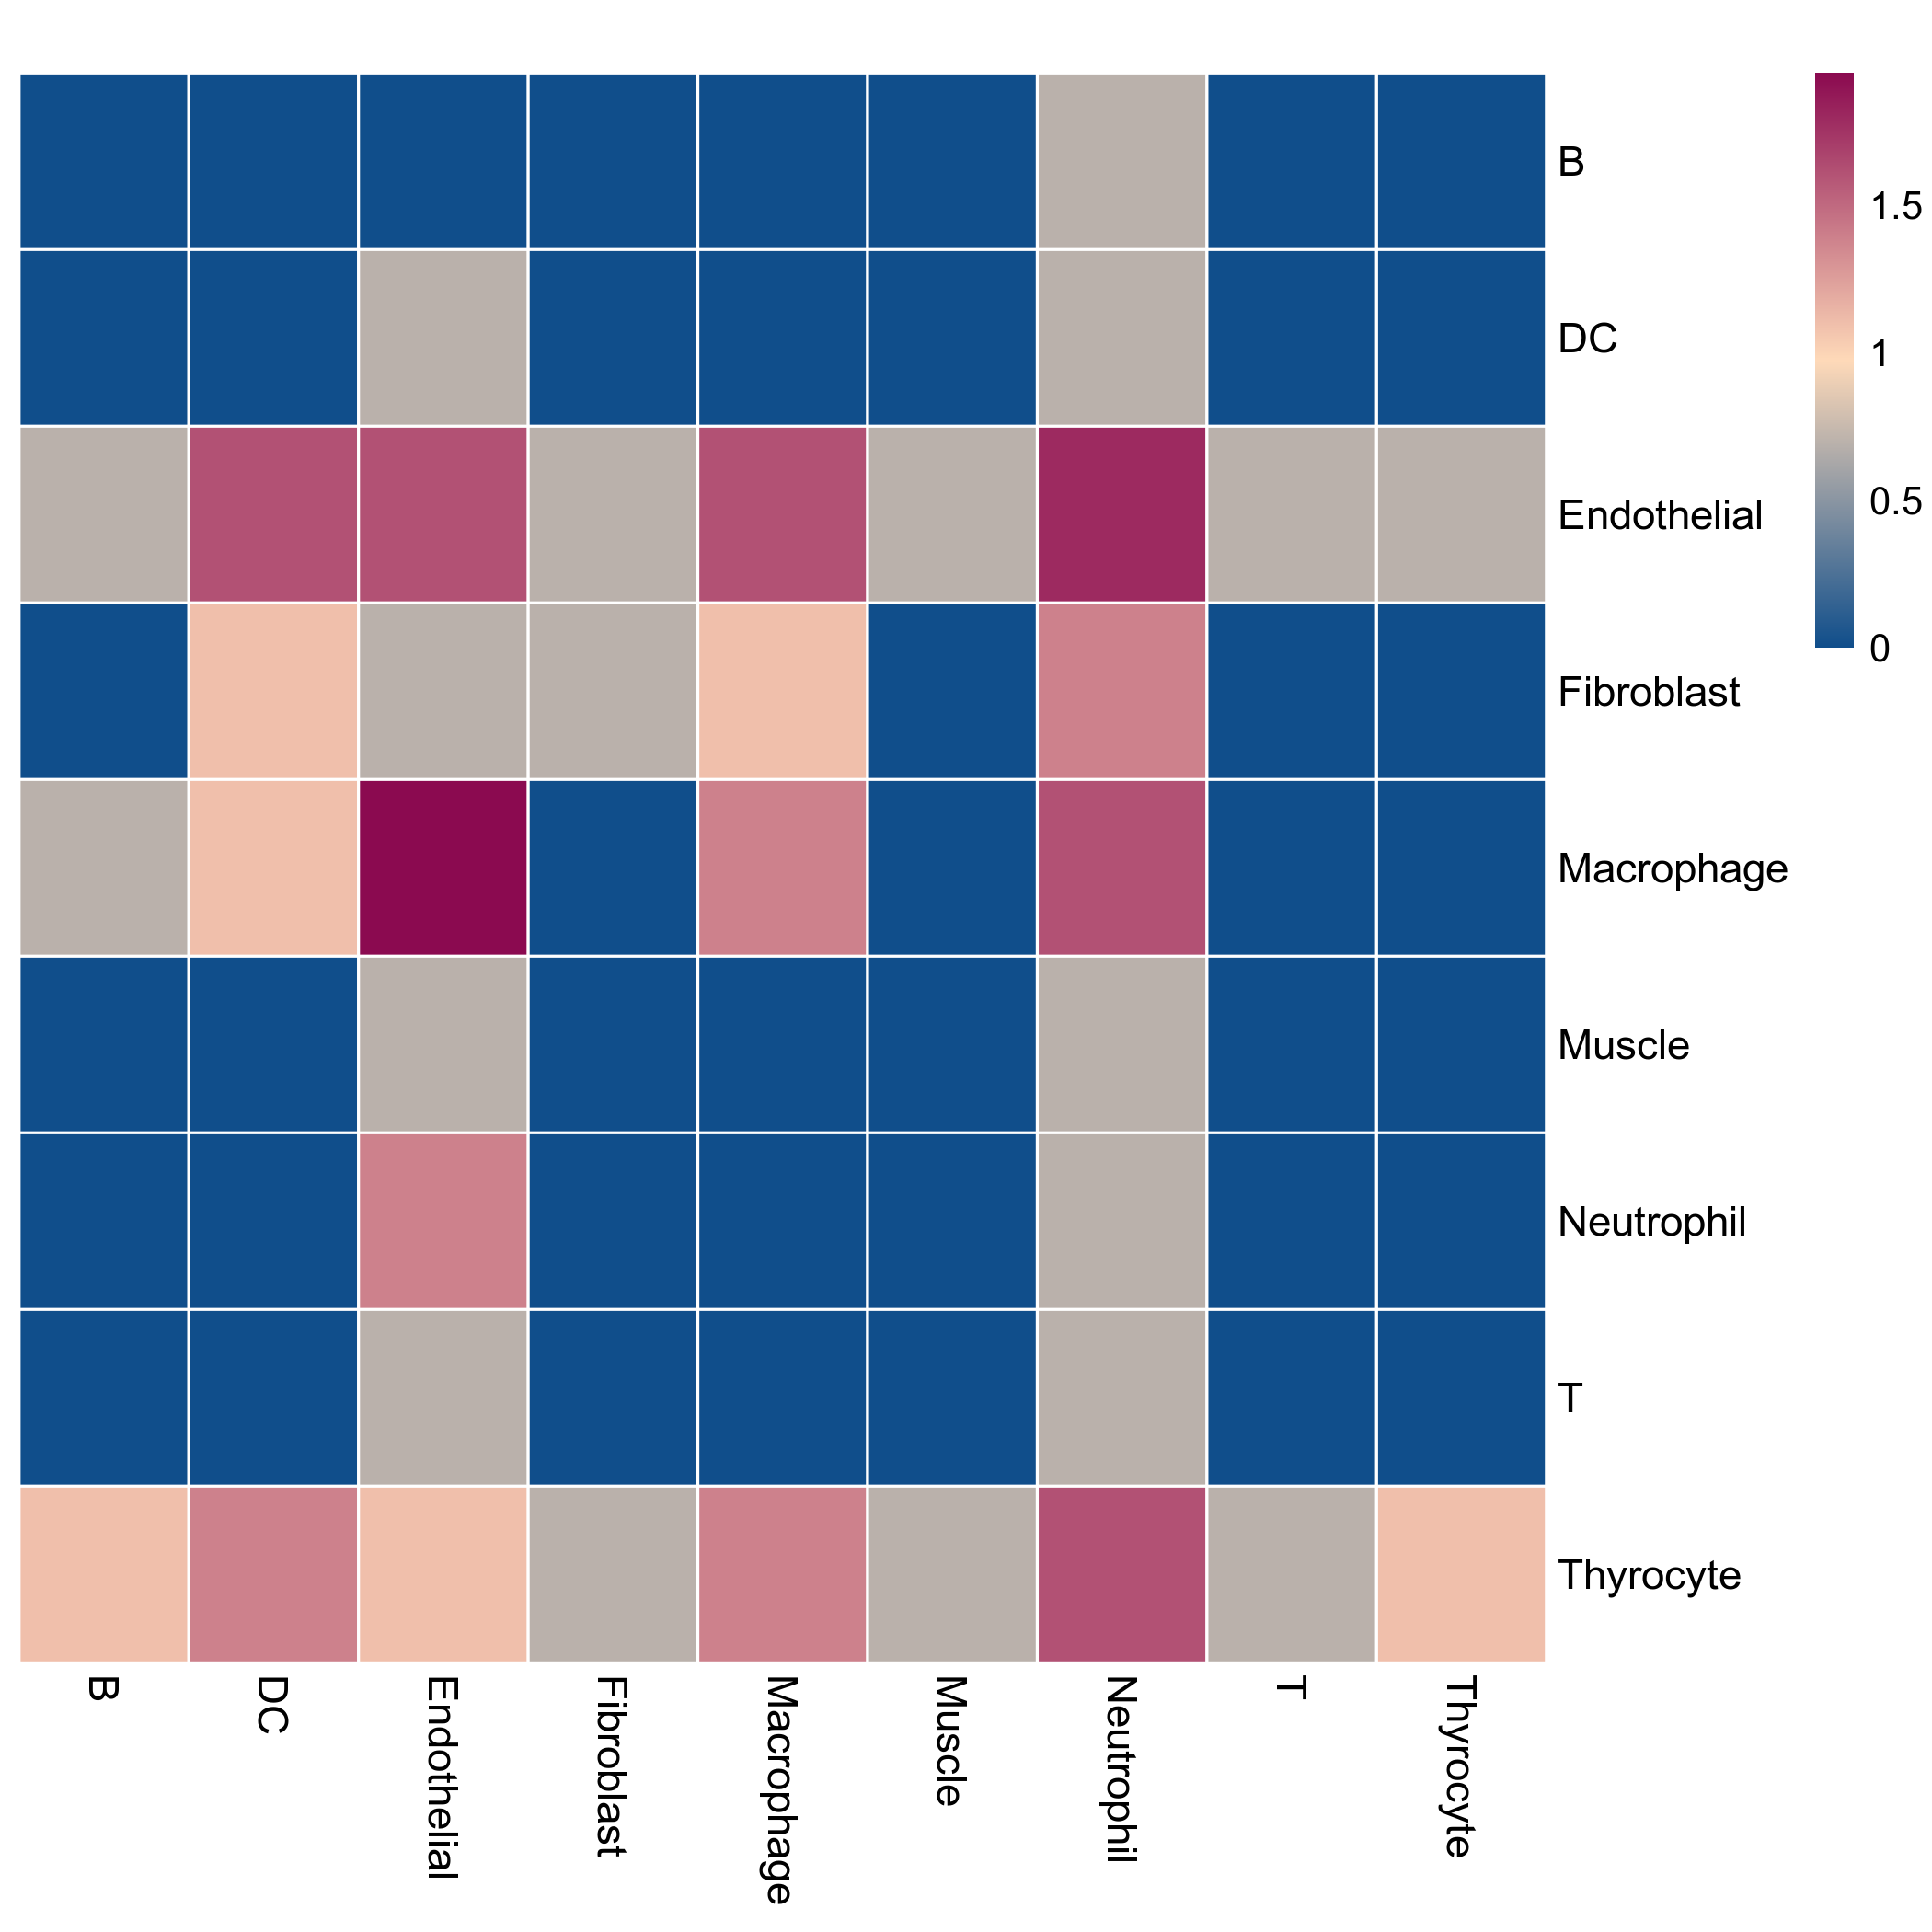 B
DC
Endothelial
Fibroblast
Macrophage
Muscle
Neutrophil
T
Thyrocyte
1.5
1
0.5
0
B
DC
Endothelial
Fibroblast
Macrophage
Muscle
Neutrophil
T
Thyrocyte